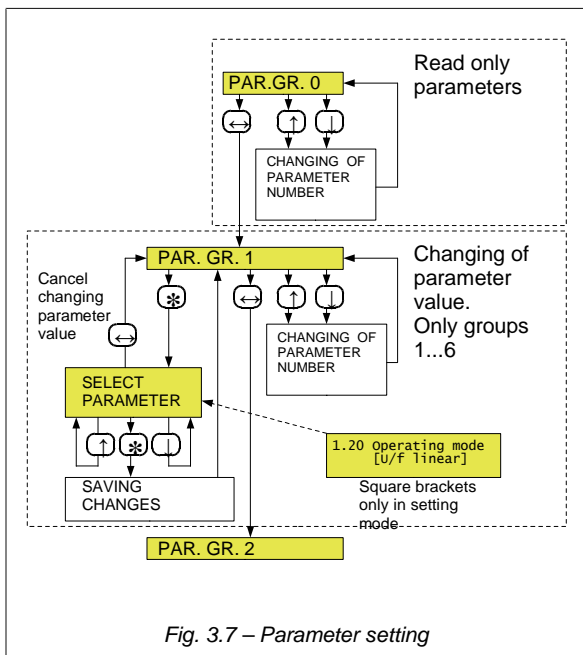 Read only
parameters
PAR.GR. 0
↔ ↑ ↓
CHANGING OF
PARAMETER
NUMBER
PAR. GR. 1
Changing of
parameter
value.
Only groups
1...6
Cancel
changing
parameter
value
* ↔ ↑ ↓
↔
CHANGING OF
PARAMETER
NUMBER
SELECT
PARAMETER
↑ * ↓
1.20 Operating mode
[U/f linear]
SAVING
CHANGES
Square brackets
only in setting
mode
PAR. GR. 2
Fig. 3.7 – Parameter setting